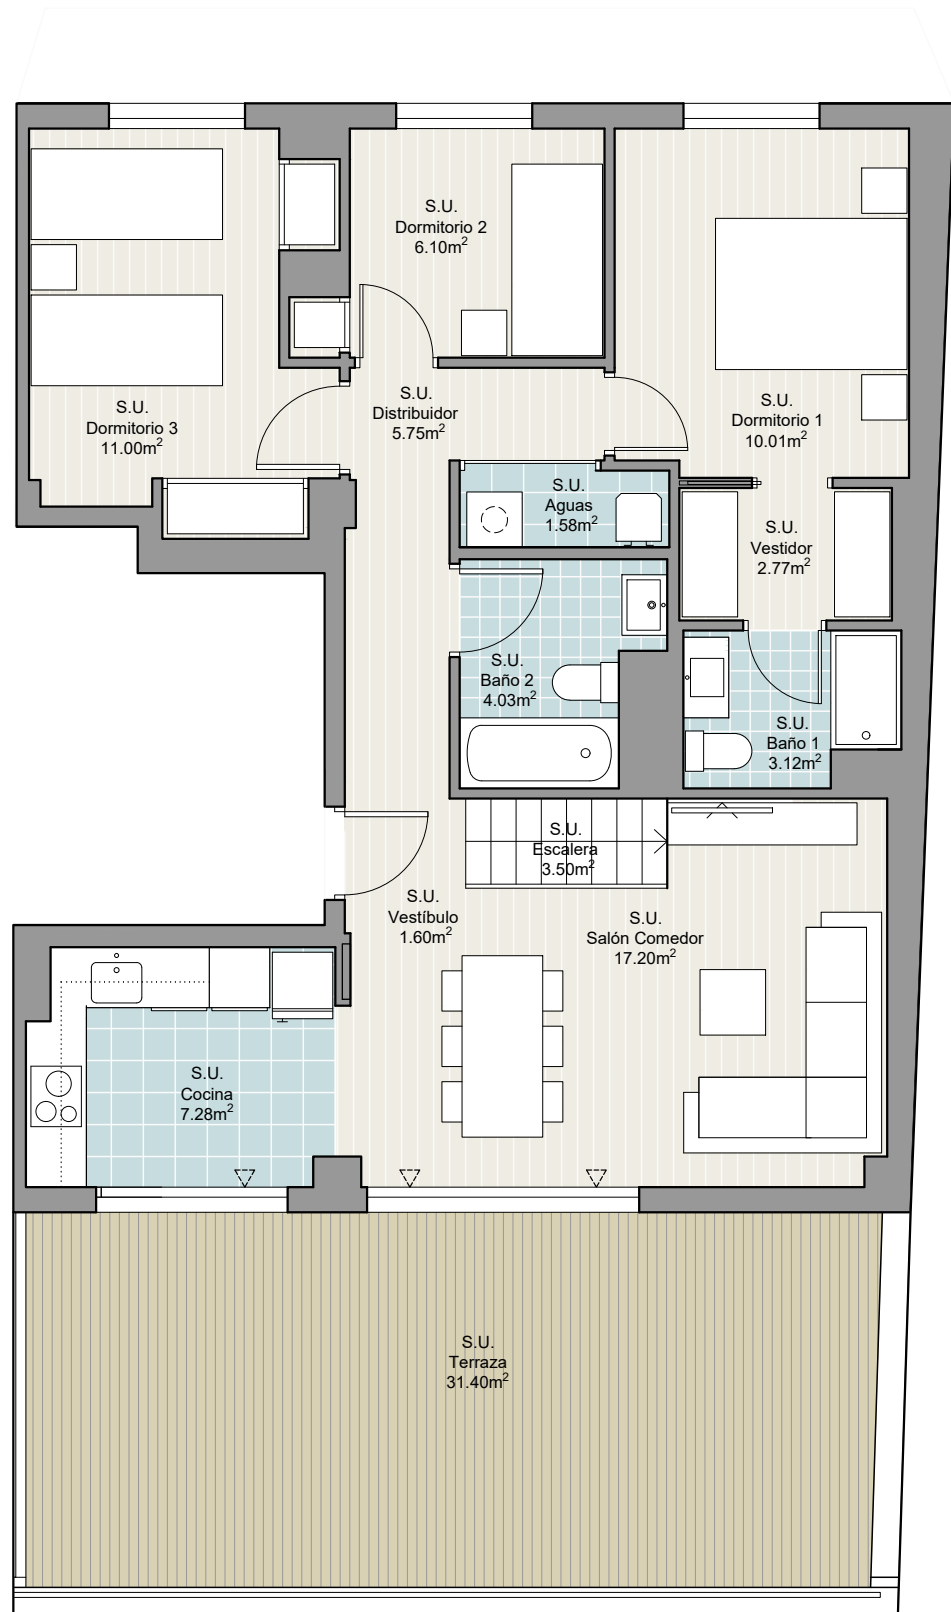 S.U.
Dormitorio 2
6.10m²
S.U.
Dormitorio 3
11.00m²
S.U.
Distribuidor
5.75m²
S.U.
Dormitorio 1
10.01m²
S.U.
Aguas
1.58m²
S.U.
Vestidor
2.77m²
S.U.
Baño 2
4.03m²
S.U.
Baño 1
3.12m²
S.U.
Escalera
3.50m²
S.U.
Vestíbulo
1.60m²
S.U.
Salón Comedor
17.20m²
S.U.
Cocina
7.28m²
S.U.
Terraza
31.40m²